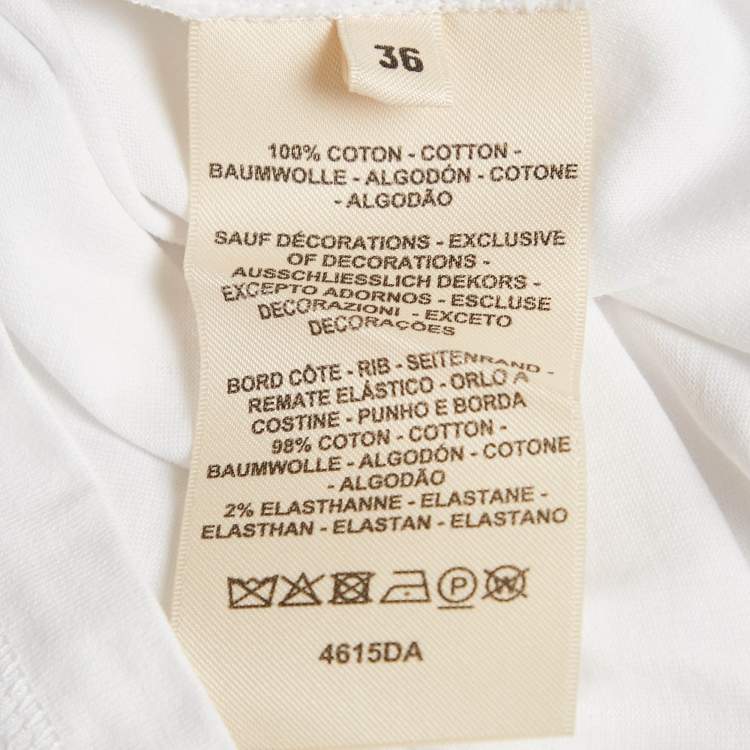 36
100% COTON - COTTON -
BAUMWOLLE - ALGODÓN - COTONE
- ALGODÃO
SAUF DÉCORATIONS - EXCLUSIVE
OF DECORATIONS -
AUSSCHLIESSLICH DEKORS -
EXCEPTO ADORNOS - ESCLUSE
DECORAZIONI - EXCETO
DECORAÇÕES
BORD CÔTE - RIB - SEITENRAND -
REMATE ELÁSTICO - ORLO A
COSTINE - PUNHO E BORDA
98% COTON - COTTON -
BAUMWOLLE - ALGODÓN - COTONE
- ALGODÃO
2% ELASTHANNE - ELASTANE -
ELASTHAN - ELASTAN - ELASTANO
P W
4615DA